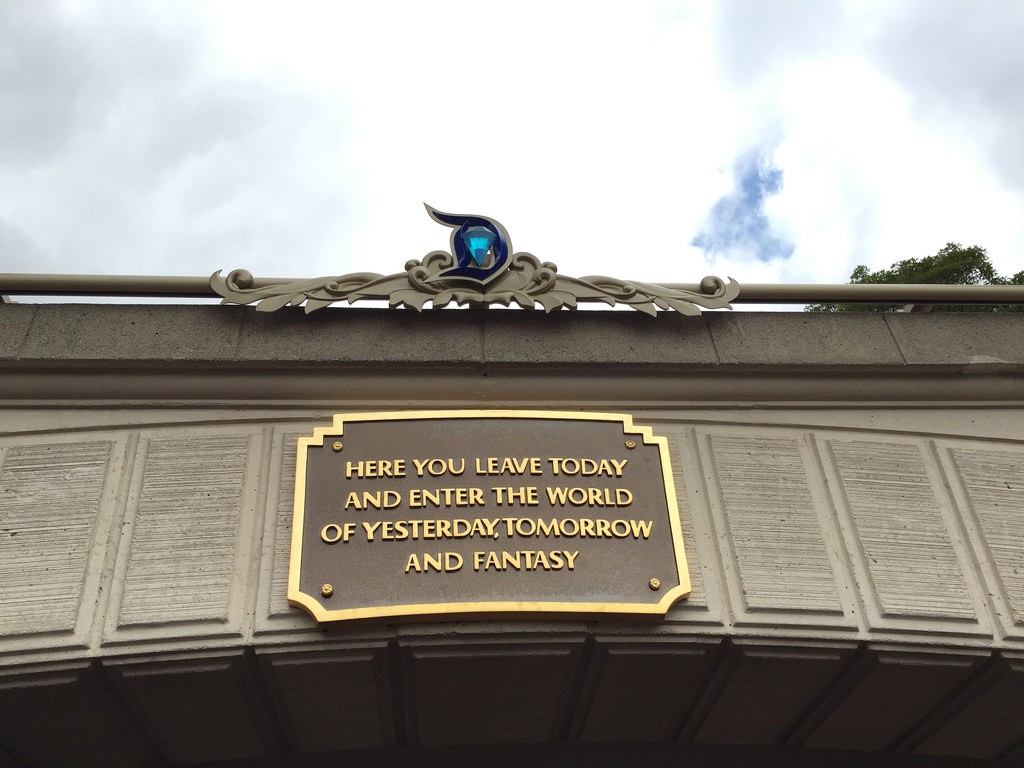 D
HERE YOU LEAVE TODAY
AND ENTER THE WORLD
OF YESTERDAY, TOMORROW
AND FANTASY